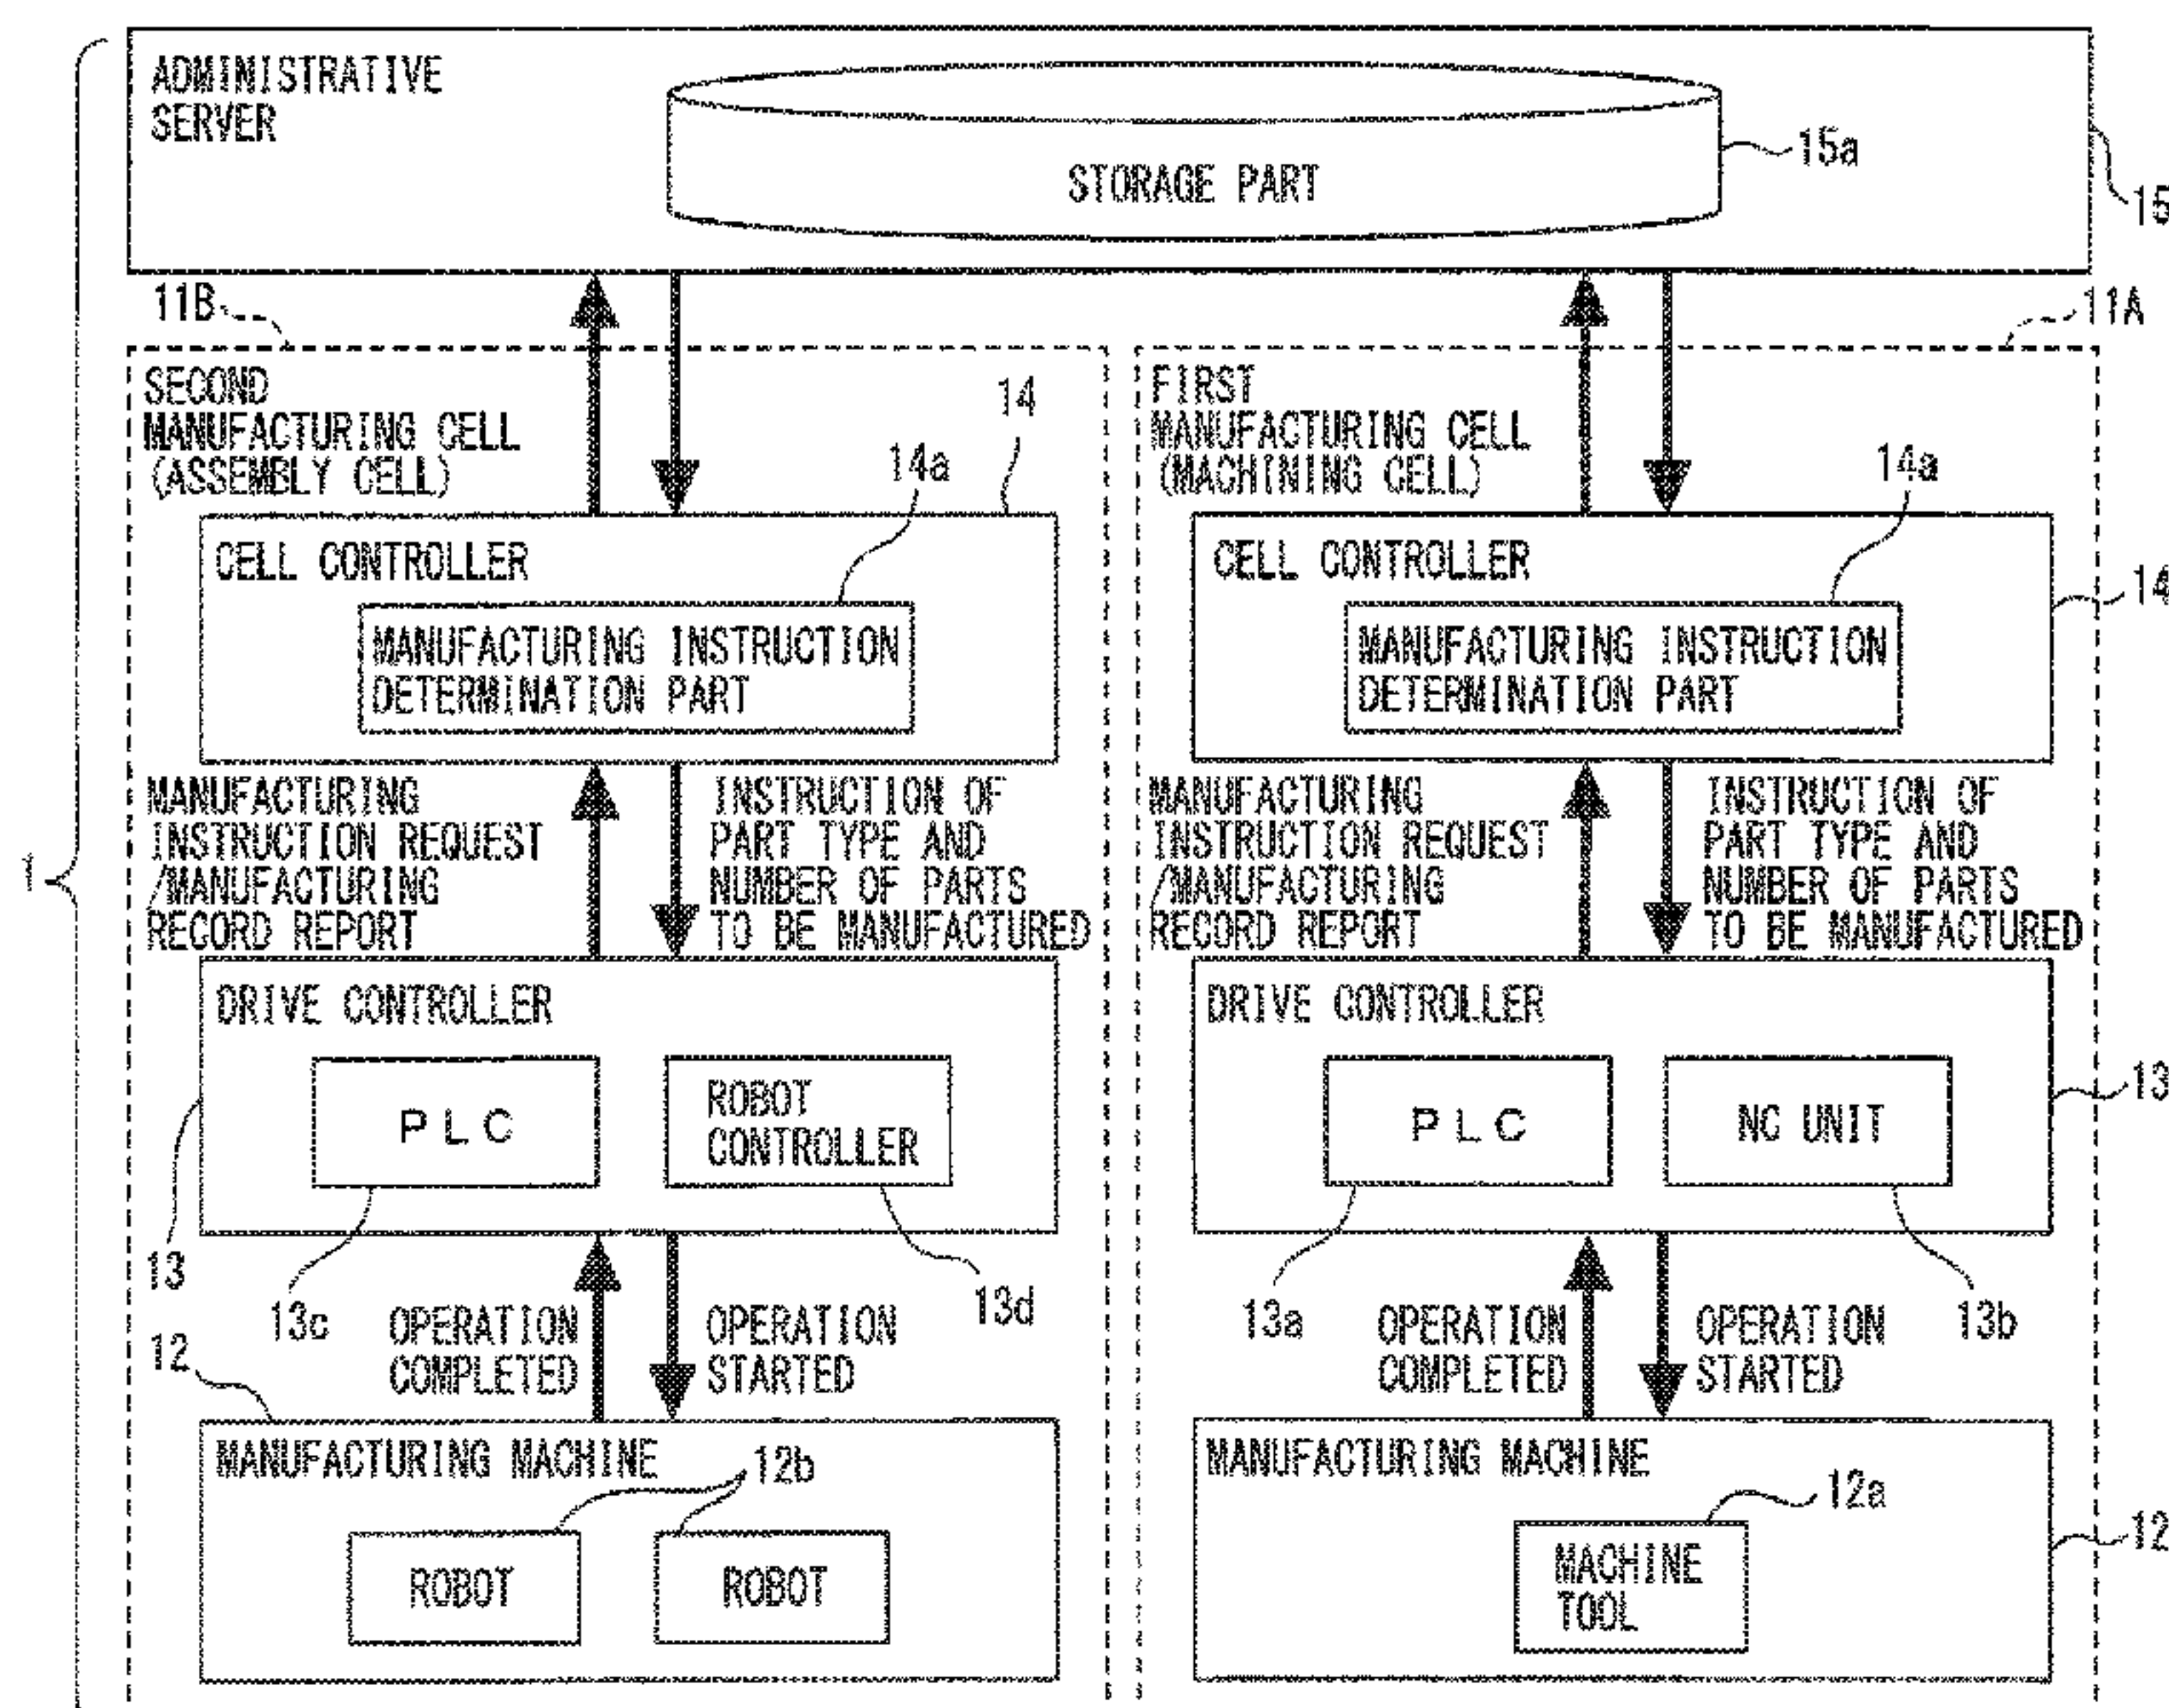 ADMINISTRATIVE
SERVER
STORAGE PART
15a
15
11B
11A
1
SECOND
MANUFACTURING CELL
(ASSEMBLY CELL)
14
14a
CELL CONTROLLER
MANUFACTURING INSTRUCTION
DETERMINATION PART
MANUFACTURING
INSTRUCTION REQUEST
/MANUFACTURING
RECORD REPORT
INSTRUCTION OF
PART TYPE AND
NUMBER OF PARTS
TO BE MANUFACTURED
DRIVE CONTROLLER
PLC
ROBOT
CONTROLLER
13
13c
13d
OPERATION
COMPLETED
OPERATION
STARTED
12
MANUFACTURING MACHINE
12b
ROBOT
ROBOT
FIRST
MANUFACTURING CELL
(MACHINING CELL)
14a
CELL CONTROLLER
14
MANUFACTURING INSTRUCTION
DETERMINATION PART
MANUFACTURING
INSTRUCTION REQUEST
/MANUFACTURING
RECORD REPORT
INSTRUCTION OF
PART TYPE AND
NUMBER OF PARTS
TO BE MANUFACTURED
DRIVE CONTROLLER
PLC
NC UNIT
13
13a
13b
OPERATION
COMPLETED
OPERATION
STARTED
MANUFACTURING MACHINE
12a
12
MACHINE
TOOL